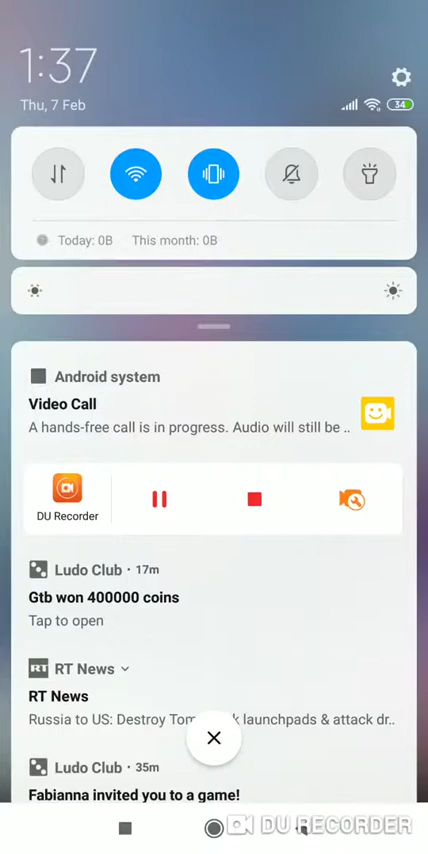 1:37
Thu, 7 Feb
34
Today: 0B
This month: 0B
Android system
Video Call
A hands-free call is in progress. Audio will still be ..
DU Recorder
Ludo Club · 17m
Gtb won 400000 coins
Tap to open
RT RT News
RT News
Russia to US: Destroy Tom k launchpads & attack dr..
Ludo Club · 35m
Fabianna invited you to a game!
DU RECORDER